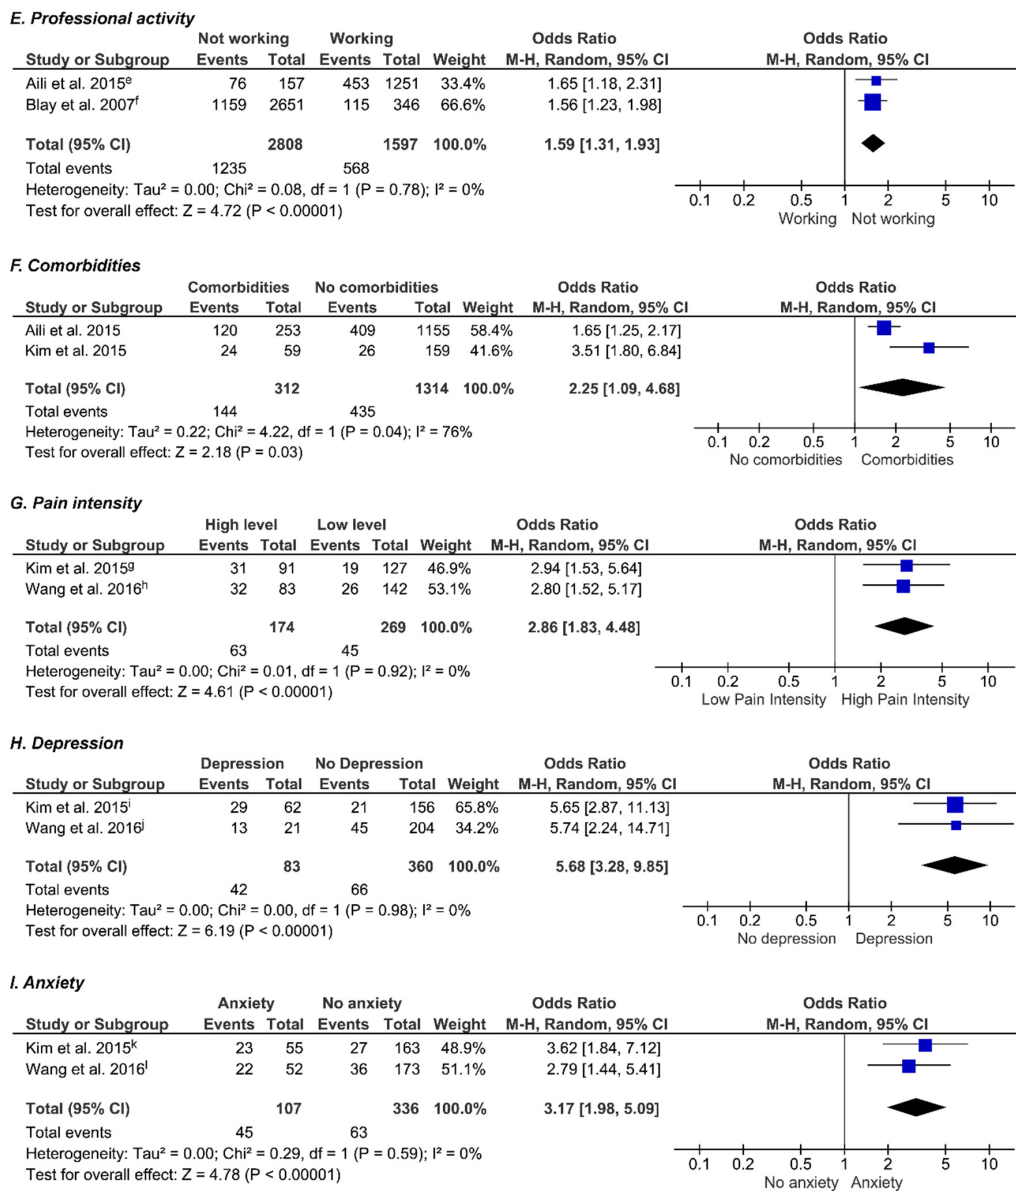 E. Professional activity
Not working Working Odds Ratio Odds Ratio
Study or Subgroup Events Total Events Total Weight M-H, Random, 95% CI M-H, Random, 95% CI
Aili et al. 2015ᵉ 76 157 453 1251 33.4% 1.65 [1.18, 2.31]
Blay et al. 2007ᶠ 1159 2651 115 346 66.6% 1.56 [1.23, 1.98]
Total (95% CI) 2808 1597 100.0% 1.59 [1.31, 1.93]
Total events 1235 568
Heterogeneity: Tau² = 0.00; Chi² = 0.08, df = 1 (P = 0.78); I² = 0%
Test for overall effect: Z = 4.72 (P < 0.00001)
0.1 0.2 0.5 1 2 5 10
Working Not working
F. Comorbidities
Comorbidities No comorbidities Odds Ratio Odds Ratio
Study or Subgroup Events Total Events Total Weight M-H, Random, 95% CI M-H, Random, 95% CI
Aili et al. 2015 120 253 409 1155 58.4% 1.65 [1.25, 2.17]
Kim et al. 2015 24 59 26 159 41.6% 3.51 [1.80, 6.84]
Total (95% CI) 312 1314 100.0% 2.25 [1.09, 4.68]
Total events 144 435
Heterogeneity: Tau² = 0.22; Chi² = 4.22, df = 1 (P = 0.04); I² = 76%
Test for overall effect: Z = 2.18 (P = 0.03)
0.1 0.2 0.5 1 2 5 10
No comorbidities Comorbidities
G. Pain intensity
High level Low level Odds Ratio Odds Ratio
Study or Subgroup Events Total Events Total Weight M-H, Random, 95% CI M-H, Random, 95% CI
Kim et al. 2015ᵍ 31 91 19 127 46.9% 2.94 [1.53, 5.64]
Wang et al. 2016ʰ 32 83 26 142 53.1% 2.80 [1.52, 5.17]
Total (95% CI) 174 269 100.0% 2.86 [1.83, 4.48]
Total events 63 45
Heterogeneity: Tau² = 0.00; Chi² = 0.01, df = 1 (P = 0.92); I² = 0%
Test for overall effect: Z = 4.61 (P < 0.00001)
0.1 0.2 0.5 1 2 5 10
Low Pain Intensity High Pain Intensity
H. Depression
Depression No Depression Odds Ratio Odds Ratio
Study or Subgroup Events Total Events Total Weight M-H, Random, 95% CI M-H, Random, 95% CI
Kim et al. 2015ⁱ 29 62 21 156 65.8% 5.65 [2.87, 11.13]
Wang et al. 2016ʲ 13 21 45 204 34.2% 5.74 [2.24, 14.71]
Total (95% CI) 83 360 100.0% 5.68 [3.28, 9.85]
Total events 42 66
Heterogeneity: Tau² = 0.00; Chi² = 0.00, df = 1 (P = 0.98); I² = 0%
Test for overall effect: Z = 6.19 (P < 0.00001)
0.1 0.2 0.5 1 2 5 10
No depression Depression
I. Anxiety
Anxiety No anxiety Odds Ratio Odds Ratio
Study or Subgroup Events Total Events Total Weight M-H, Random, 95% CI M-H, Random, 95% CI
Kim et al. 2015ᵏ 23 55 27 163 48.9% 3.62 [1.84, 7.12]
Wang et al. 2016ˡ 22 52 36 173 51.1% 2.79 [1.44, 5.41]
Total (95% CI) 107 336 100.0% 3.17 [1.98, 5.09]
Total events 45 63
Heterogeneity: Tau² = 0.00; Chi² = 0.29, df = 1 (P = 0.59); I² = 0%
Test for overall effect: Z = 4.78 (P < 0.00001)
0.1 0.2 0.5 1 2 5 10
No anxiety Anxiety